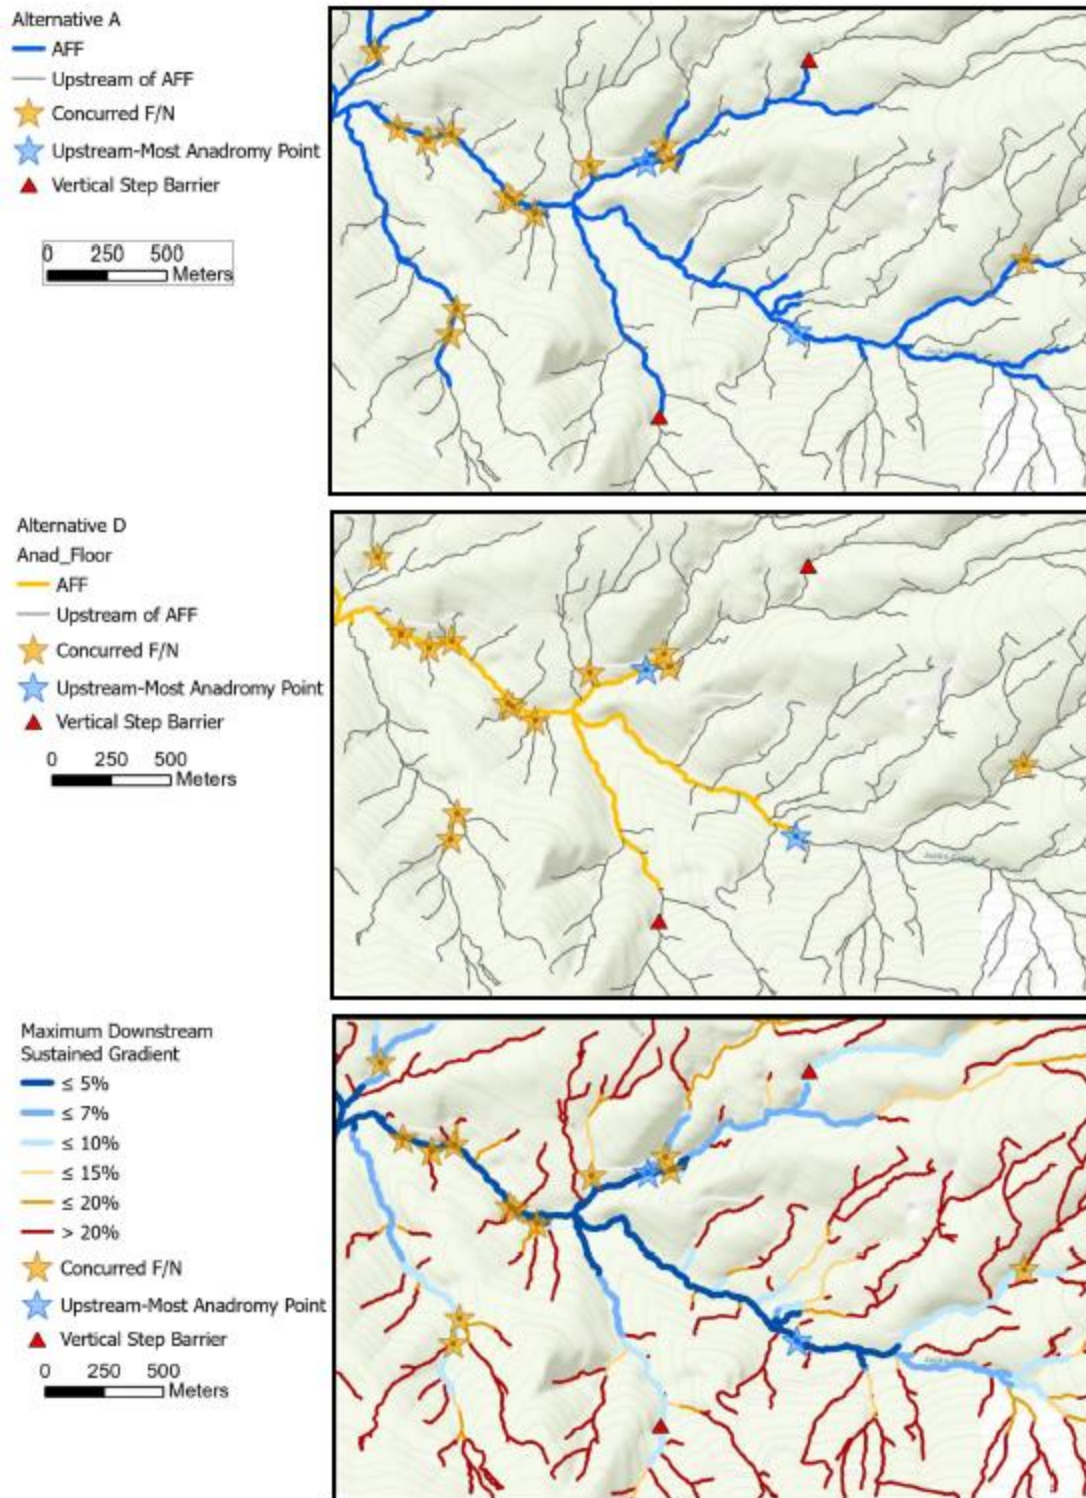 Alternative A
AFF
Upstream of AFF
Concurred F/N
Upstream-Most Anadromy Point
Vertical Step Barrier
0 250 500
Meters
Alternative D
Anad_Floor
AFF
Upstream of AFF
Concurred F/N
Upstream-Most Anadromy Point
Vertical Step Barrier
0 250 500
Meters
Maximum Downstream
Sustained Gradient
≤ 5%
≤ 7%
≤ 10%
≤ 15%
≤ 20%
> 20%
Concurred F/N
Upstream-Most Anadromy Point
Vertical Step Barrier
0 250 500
Meters